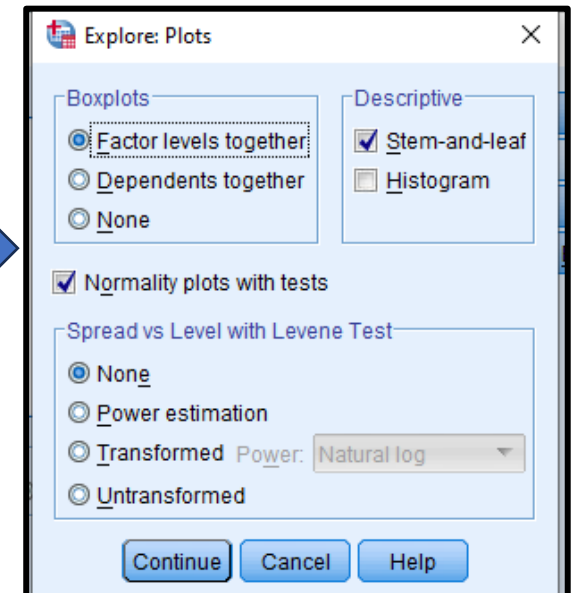 Explore: Plots
Boxplots
Factor levels together
Dependents together
None
Descriptive
Stem-and-leaf
Histogram
Normality plots with tests
Spread vs Level with Levene Test
None
Power estimation
Transformed Power: Natural log
Untransformed
Continue Cancel Help